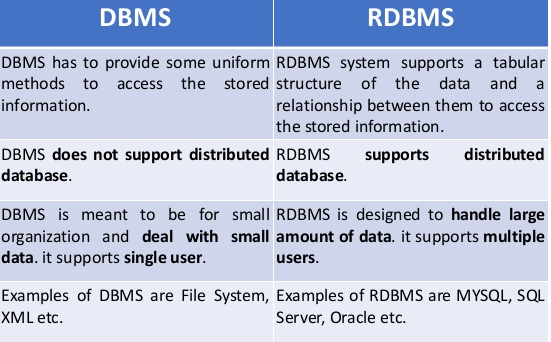 DBMS
RDBMS
DBMS has to provide some uniform
methods to access the stored
information.
RDBMS system supports a tabular
structure of the data and a
relationship between them to access
the stored information.
DBMS does not support distributed
database.
RDBMS supports distributed
database.
DBMS is meant to be for small
organization and deal with small
data. it supports single user.
RDBMS is designed to handle large
amount of data. it supports multiple
users.
Examples of DBMS are File System,
XML etc.
Examples of RDBMS are MYSQL, SQL
Server, Oracle etc.